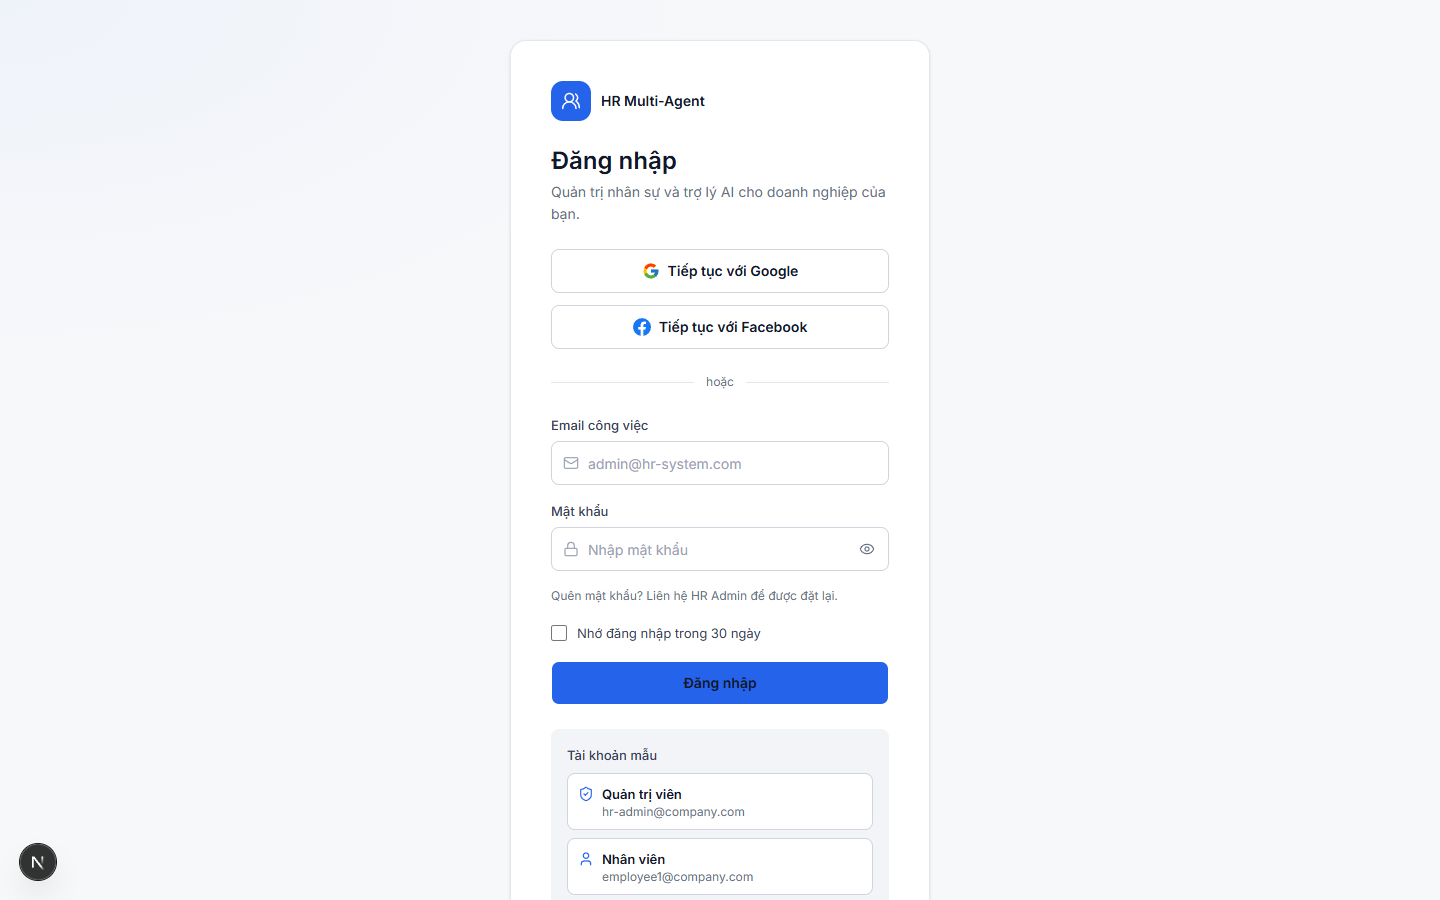 HR Multi-Agent
Đăng nhập
Quản trị nhân sự và trợ lý AI cho doanh nghiệp của
bạn.
Tiếp tục với Google
Tiếp tục với Facebook
hoặc
Email công việc
admin@hr-system.com
Mật khẩu
Nhập mật khẩu
Quên mật khẩu? Liên hệ HR Admin để được đặt lại.
Nhớ đăng nhập trong 30 ngày
Đăng nhập
Tài khoản mẫu
Quản trị viên
hr-admin@company.com
Nhân viên
employee1@company.com
N